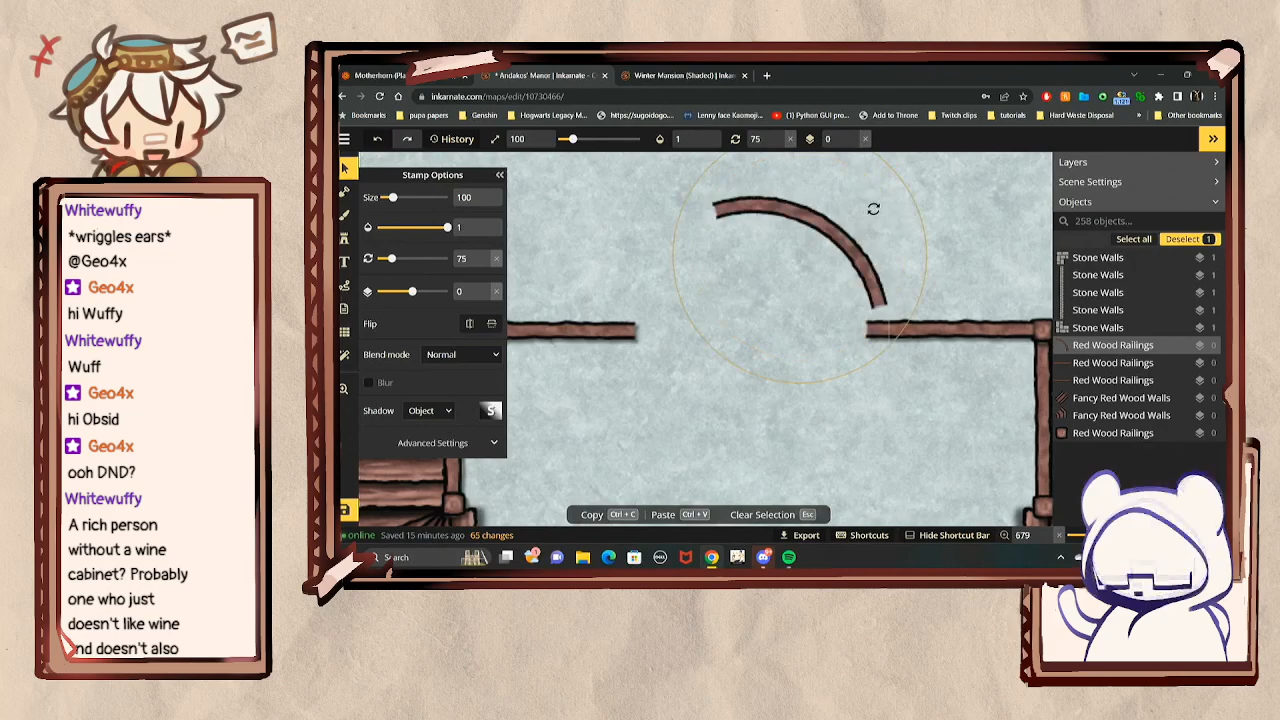 Motherhorn (Pla
* Andakos' Manor | Inkarnate - C
Winter Mansion (Shaded) | Inkar
inkarnate.com/maps/edit/10730466/
Bookmarks
pupa papers
Genshin
Hogwarts Legacy M...
https://sugoidogo....
Lenny face Kaomoji...
(1) Python GUI pro...
Add to Throne
Twitch clips
tutorials
Hard Waste Disposal
»
Other bookmarks
History
100
1
75
×
0
×
Stamp Options
Size
100
1
75
×
0
×
Flip
Blend mode
Normal
Blur
Shadow
Object
Advanced Settings
Layers
Scene Settings
Objects
258 objects...
Select all
Deselect 1
Stone Walls 1
Stone Walls 1
Stone Walls 1
Stone Walls 1
Stone Walls 1
Red Wood Railings 0
Red Wood Railings 0
Red Wood Railings 0
Fancy Red Wood Walls 0
Fancy Red Wood Walls 0
Red Wood Railings 0
Copy Ctrl + C Paste Ctrl + V Clear Selection Esc
online Saved 15 minutes ago 65 changes
Export
Shortcuts
Hide Shortcut Bar
679
×
Search
Whitewuffy
*wriggles ears*
@Geo4x
Geo4x
hi Wuffy
Whitewuffy
Wuff
Geo4x
hi Obsid
Geo4x
ooh DND?
Whitewuffy
A rich person
without a wine
cabinet? Probably
one who just
doesn't like wine
and doesn't also